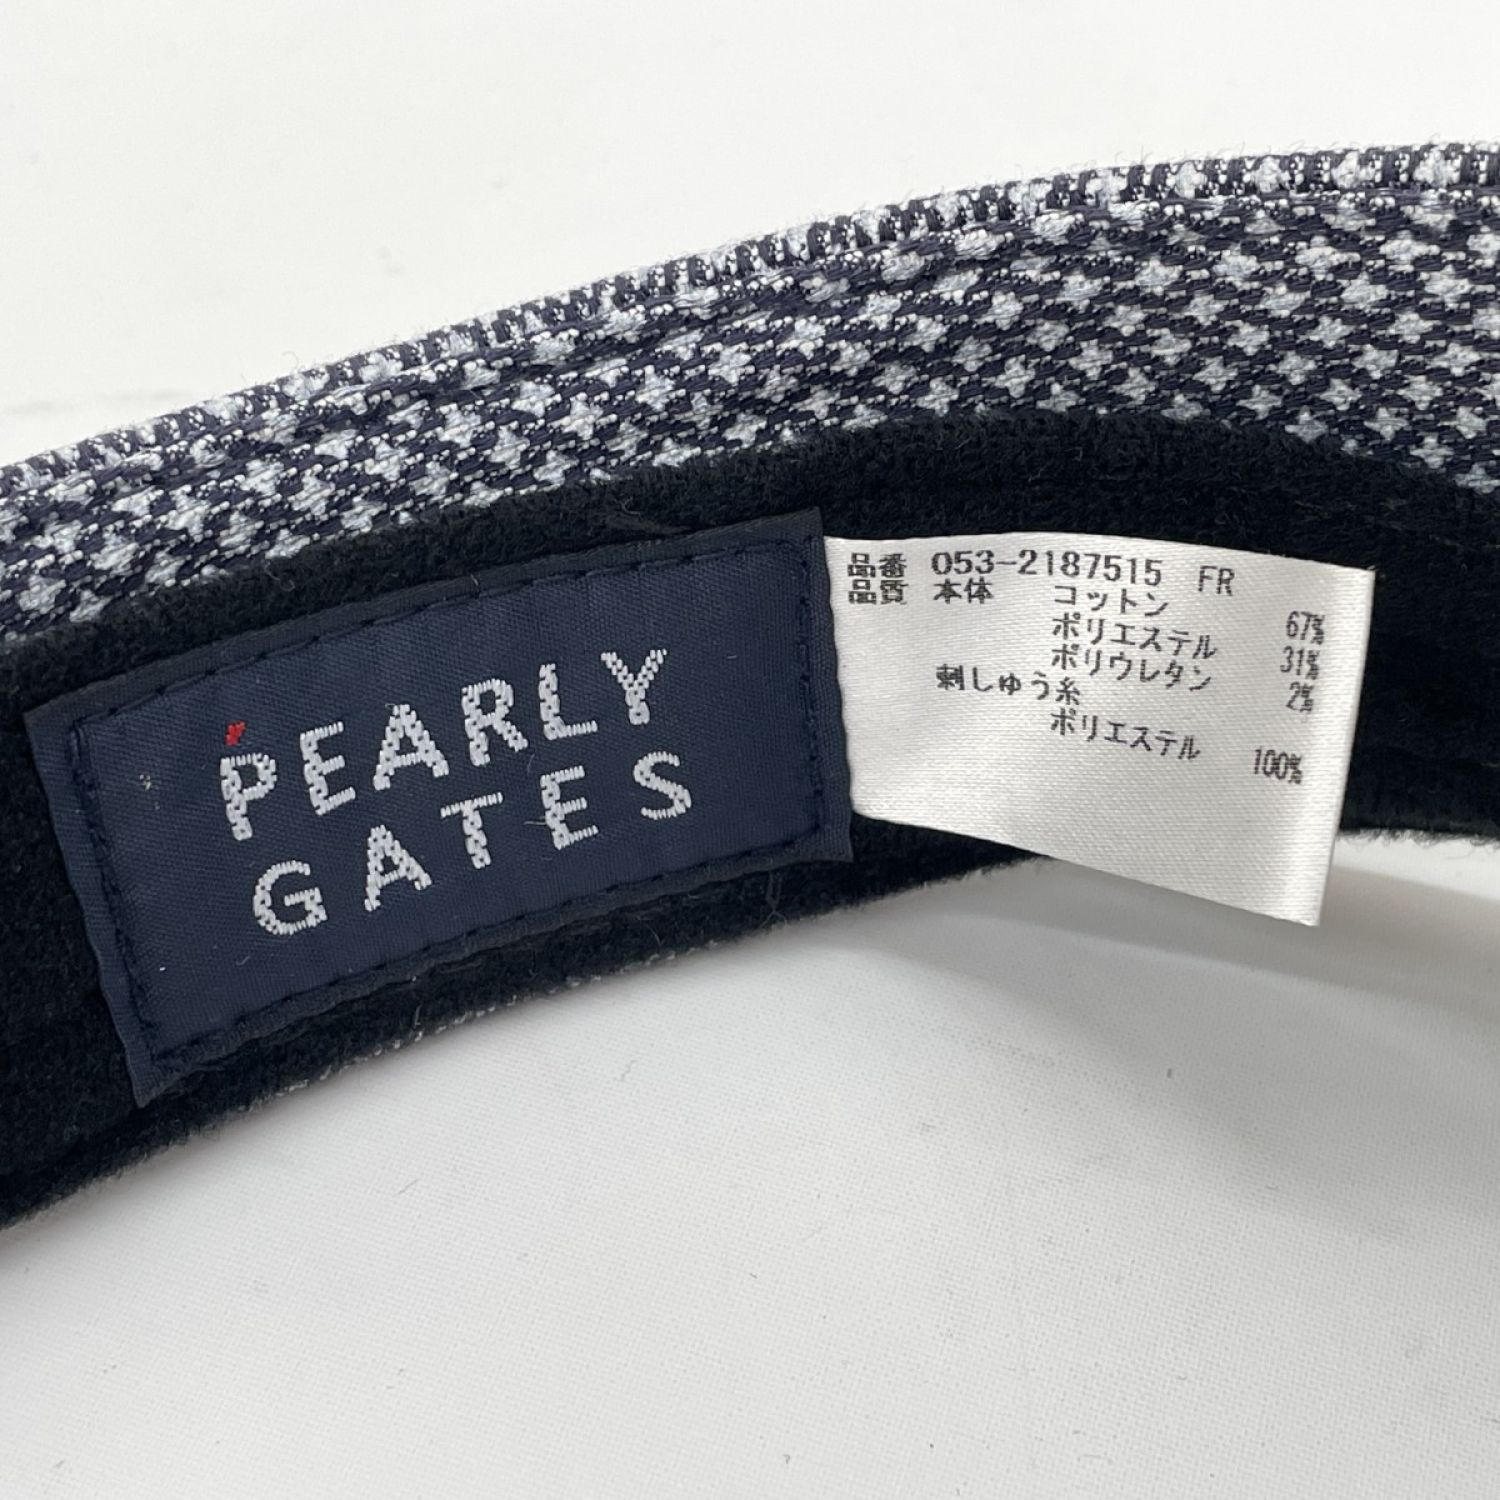 PEARLY
GATES
品番 053-2187515 FR
品質 本体 コットン 67%
ポリエステル 31%
ポリウレタン 2%
刺しゅう糸
ポリエステル 100%